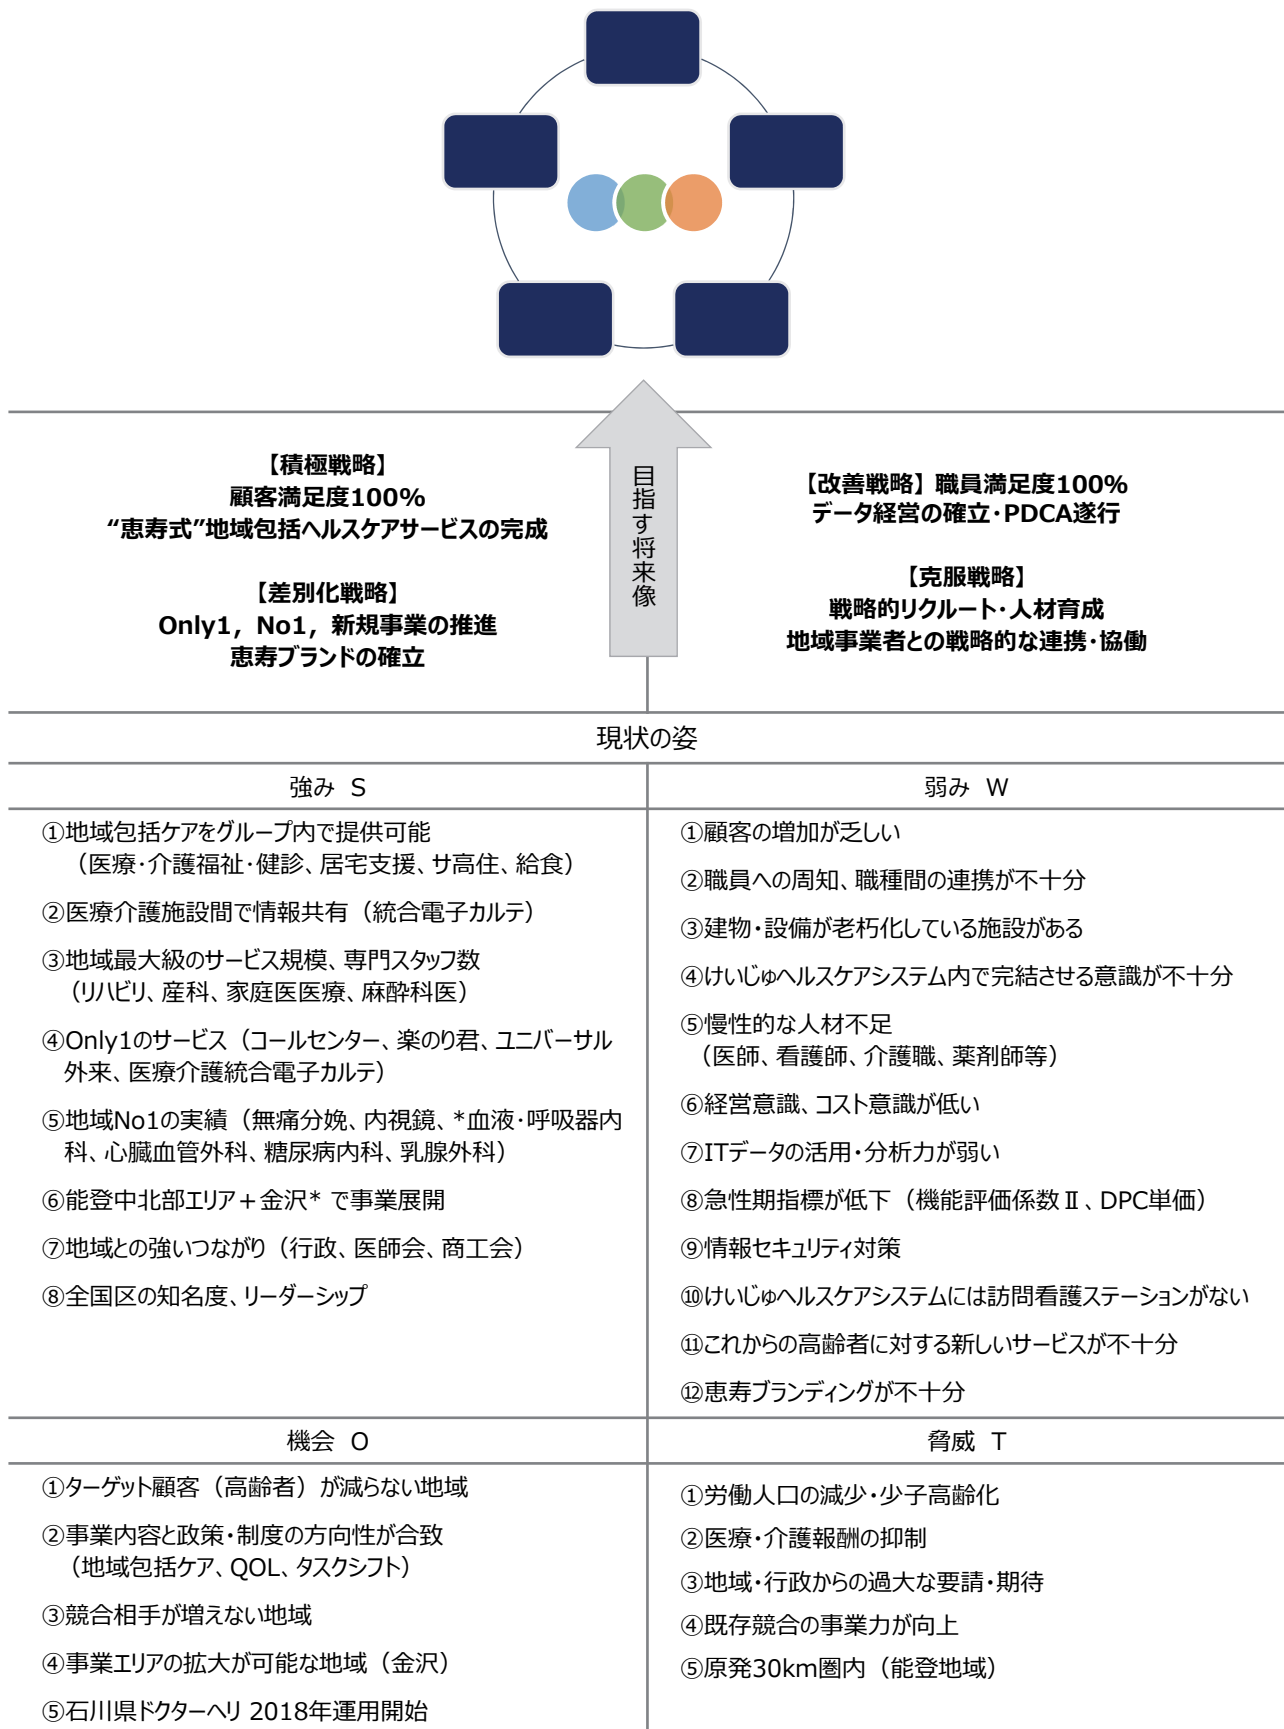 【積極戦略】
顧客満足度100%
“恵寿式”地域包括ヘルスケアサービスの完成
【差別化戦略】
Only1，No1，新規事業の推進
恵寿ブランドの確立
目指す将来像
【改善戦略】職員満足度100%
データ経営の確立・PDCA遂行
【克服戦略】
戦略的リクルート・人材育成
地域事業者との戦略的な連携・協働
現状の姿
強み S
①地域包括ケアをグループ内で提供可能
（医療・介護福祉・健診、居宅支援、サ高住、給食）
②医療介護施設間で情報共有（統合電子カルテ）
③地域最大級のサービス規模、専門スタッフ数
（リハビリ、産科、家庭医医療、麻酔科医）
④Only1のサービス（コールセンター、楽のり君、ユニバーサル
外来、医療介護統合電子カルテ）
⑤地域No1の実績（無痛分娩、内視鏡、*血液・呼吸器内
科、心臓血管外科、糖尿病内科、乳腺外科）
⑥能登中北部エリア＋金沢* で事業展開
⑦地域との強いつながり（行政、医師会、商工会）
⑧全国区の知名度、リーダーシップ
弱み W
①顧客の増加が乏しい
②職員への周知、職種間の連携が不十分
③建物・設備が老朽化している施設がある
④けいじゅヘルスケアシステム内で完結させる意識が不十分
⑤慢性的な人材不足
（医師、看護師、介護職、薬剤師等）
⑥経営意識、コスト意識が低い
⑦ITデータの活用・分析力が弱い
⑧急性期指標が低下（機能評価係数Ⅱ、DPC単価）
⑨情報セキュリティ対策
⑩けいじゅヘルスケアシステムには訪問看護ステーションがない
⑪これからの高齢者に対する新しいサービスが不十分
⑫恵寿ブランディングが不十分
機会 O
①ターゲット顧客（高齢者）が減らない地域
②事業内容と政策・制度の方向性が合致
（地域包括ケア、QOL、タスクシフト）
③競合相手が増えない地域
④事業エリアの拡大が可能な地域（金沢）
⑤石川県ドクターヘリ 2018年運用開始
脅威 T
①労働人口の減少・少子高齢化
②医療・介護報酬の抑制
③地域・行政からの過大な要請・期待
④既存競合の事業力が向上
⑤原発30km圏内（能登地域）